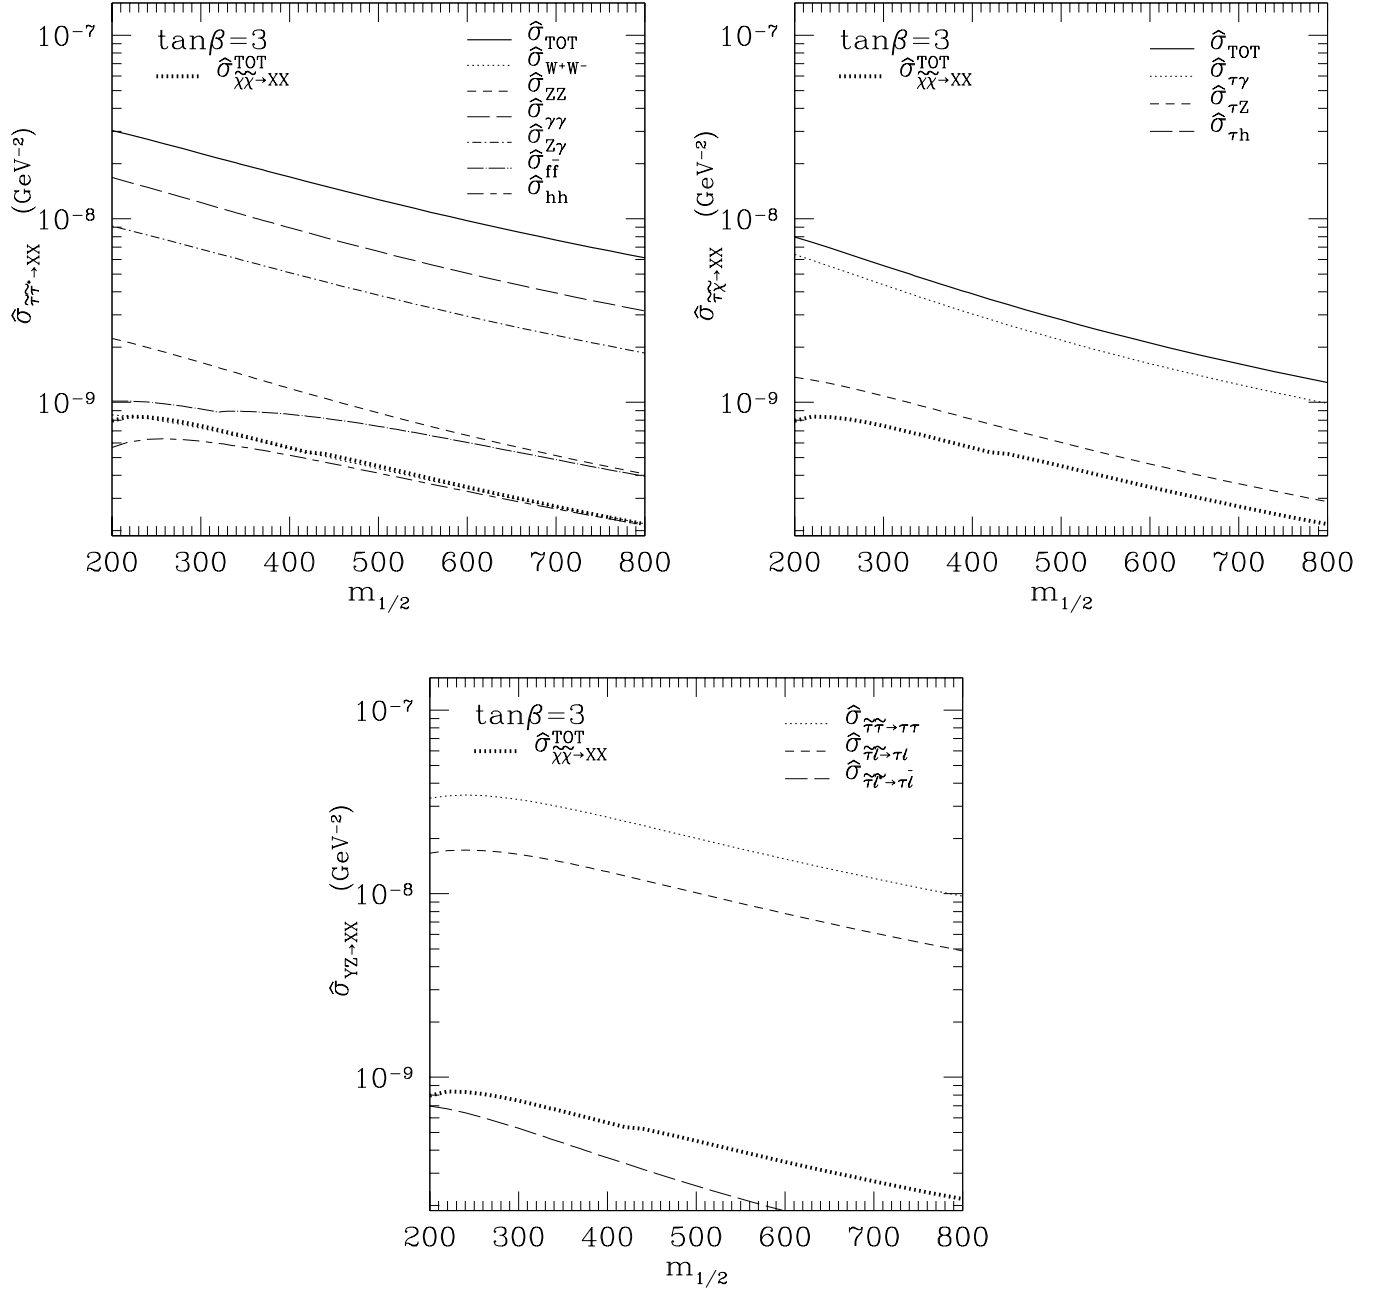 10⁻⁷
10⁻⁸
10⁻⁹
σ̂_τ̃τ̃*→XX (GeV⁻²)
tanβ=3
σ̂^TOT_χ̃χ̃→XX
σ̂_TOT
σ̂_W⁺W⁻
σ̂_ZZ
σ̂_γγ
σ̂_Zγ
σ̂_ff̄
σ̂_hh
200 300 400 500 600 700 800
m_1/2
10⁻⁷
10⁻⁸
10⁻⁹
σ̂_τ̃χ̃→XX (GeV⁻²)
tanβ=3
σ̂^TOT_χ̃χ̃→XX
σ̂_TOT
σ̂_τγ
σ̂_τZ
σ̂_τh
200 300 400 500 600 700 800
m_1/2
10⁻⁷
10⁻⁸
10⁻⁹
σ̂_YZ→XX (GeV⁻²)
tanβ=3
σ̂^TOT_χ̃χ̃→XX
σ̂_τ̃τ̃→ττ
σ̂_τ̃l̃→τl
σ̂_τ̃l̃*→τl̄
200 300 400 500 600 700 800
m_1/2